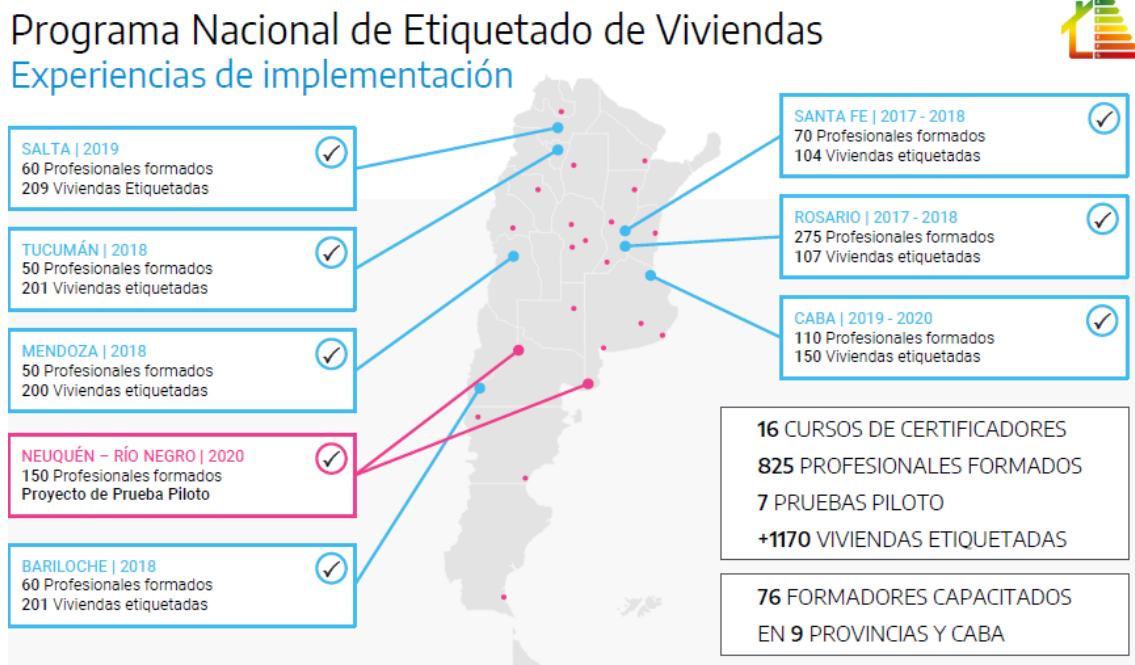 Programa Nacional de Etiquetado de Viviendas
Experiencias de implementación
SALTA | 2019
60 Profesionales formados
209 Viviendas Etiquetadas
TUCUMÁN | 2018
50 Profesionales formados
201 Viviendas etiquetadas
MENDOZA | 2018
50 Profesionales formados
200 Viviendas etiquetadas
NEUQUÉN – RÍO NEGRO | 2020
150 Profesionales formados
Proyecto de Prueba Piloto
BARILOCHE | 2018
60 Profesionales formados
201 Viviendas etiquetadas
SANTA FE | 2017 - 2018
70 Profesionales formados
104 Viviendas etiquetadas
ROSARIO | 2017 - 2018
275 Profesionales formados
107 Viviendas etiquetadas
CABA | 2019 - 2020
110 Profesionales formados
150 Viviendas etiquetadas
16 CURSOS DE CERTIFICADORES
825 PROFESIONALES FORMADOS
7 PRUEBAS PILOTO
+1170 VIVIENDAS ETIQUETADAS
76 FORMADORES CAPACITADOS
EN 9 PROVINCIAS Y CABA